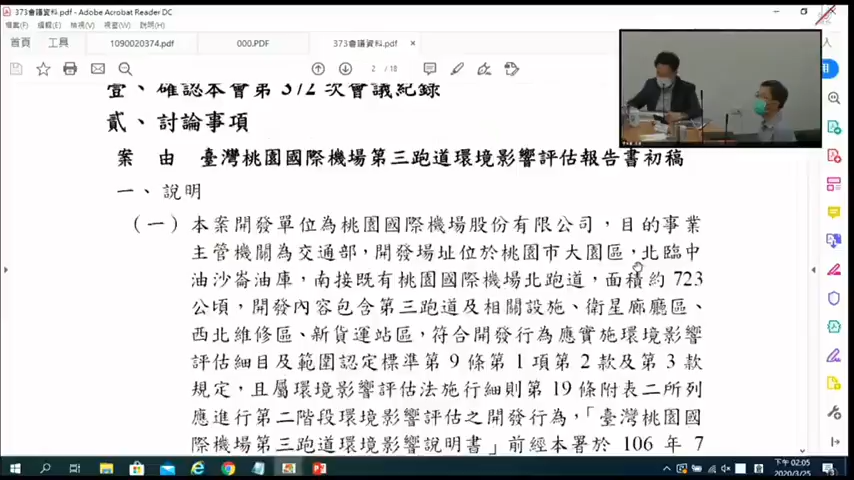 373會議資料.pdf - Adobe Acrobat Reader DC
檔案(F) 編輯(E) 檢視(V) 視窗(W) 說明(H)
首頁 工具 1090020374.pdf 000.PDF 373會議資料.pdf ×
2 / 18
壹、確認本會第372次會議紀錄
貳、討論事項
案 由 臺灣桃園國際機場第三跑道環境影響評估報告書初稿
一、說明
(一) 本案開發單位為桃園國際機場股份有限公司，目的事業
主管機關為交通部，開發場址位於桃園市大園區，北臨中
油沙崙油庫，南接既有桃園國際機場北跑道，面積約 723
公頃，開發內容包含第三跑道及相關設施、衛星廊廳區、
西北維修區、新貨運站區，符合開發行為應實施環境影響
評估細目及範圍認定標準第 9 條第 1 項第 2 款及第 3 款
規定，且屬環境影響評估法施行細則第 19 條附表二所列
應進行第二階段環境影響評估之開發行為，「臺灣桃園國
際機場第三跑道環境影響說明書」前經本署於 106 年 7
下午 02:05
2020/3/25